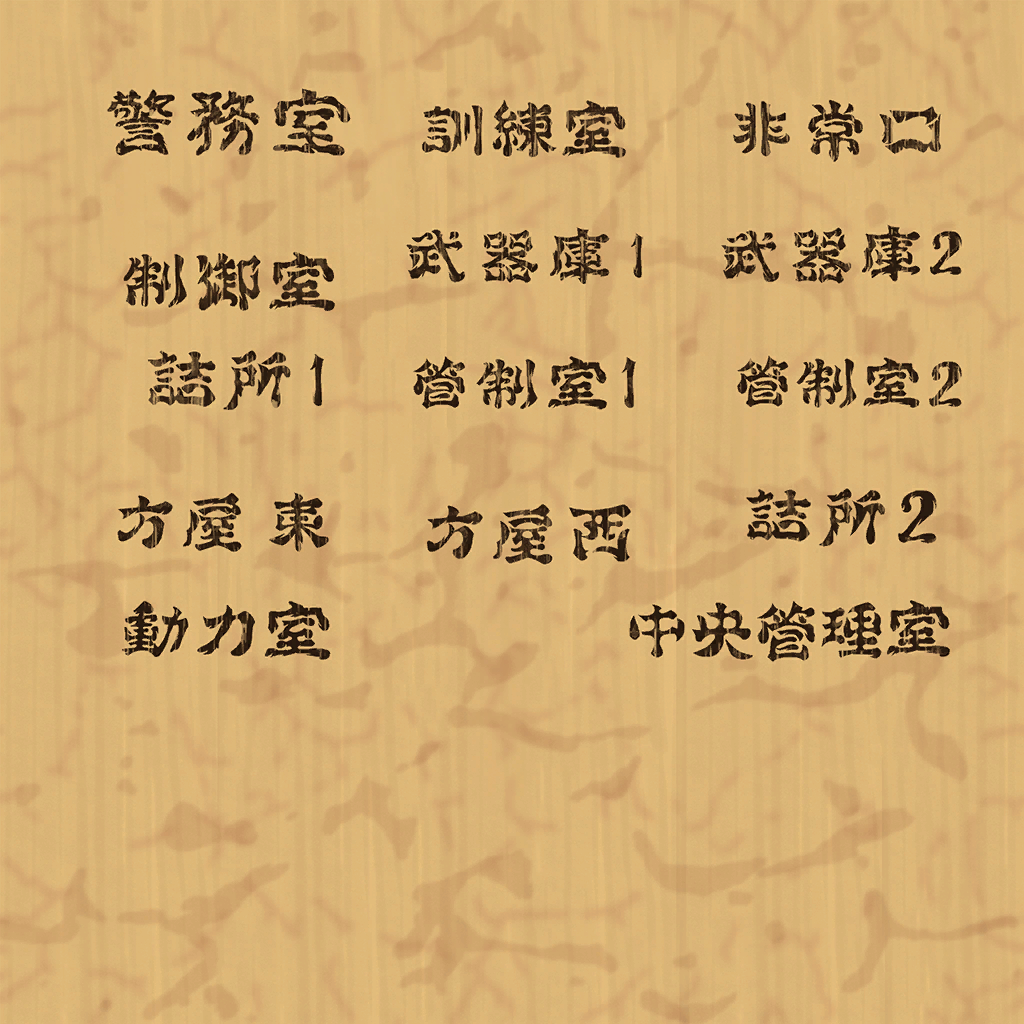 警務室 訓練室 非常口
制御室 武器庫1 武器庫2
詰所1 管制室1 管制室2
方屋 東 方屋西 詰所2
動力室 中央管理室